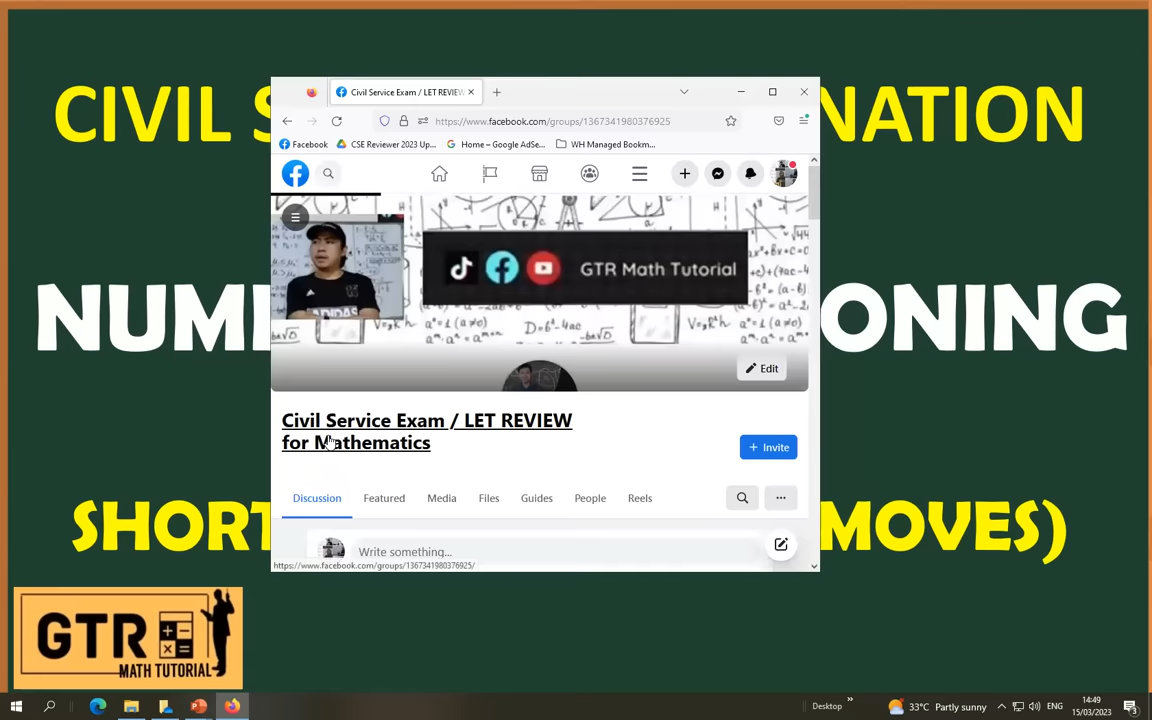 CIVIL S
NATION
NUM
ONING
SHORT
MOVES)
Civil Service Exam / LET REVIEW
https://www.facebook.com/groups/1367341980376925
Facebook
CSE Reviewer 2023 Up...
Home – Google AdSe...
WH Managed Bookm...
GTR Math Tutorial
Edit
Civil Service Exam / LET REVIEW
for Mathematics
+ Invite
Discussion
Featured
Media
Files
Guides
People
Reels
Write something...
https://www.facebook.com/groups/1367341980376925/
GTR
MATH TUTORIAL
Desktop
33°C Partly sunny
ENG
14:49
15/03/2023
3